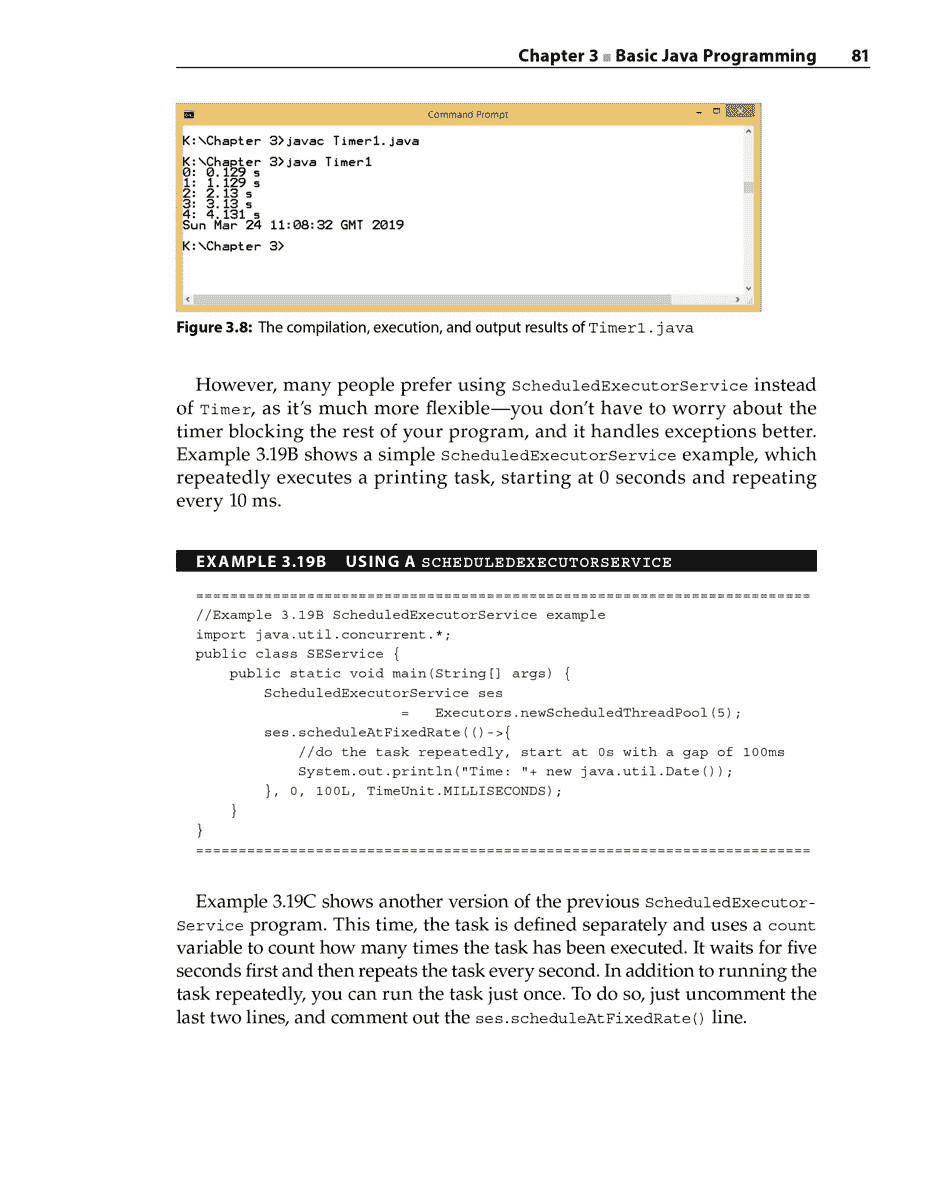 Chapter 3 ■ Basic Java Programming 81
Command Prompt
K:\Chapter 3>javac Timer1.java
K:\Chapter 3>java Timer1
0: 0.129 s
1: 1.129 s
2: 2.13 s
3: 3.13 s
4: 4.131 s
Sun Mar 24 11:08:32 GMT 2019
K:\Chapter 3>
Figure 3.8: The compilation, execution, and output results of Timer1.java
However, many people prefer using ScheduledExecutorService instead
of Timer, as it’s much more flexible—you don’t have to worry about the
timer blocking the rest of your program, and it handles exceptions better.
Example 3.19B shows a simple ScheduledExecutorService example, which
repeatedly executes a printing task, starting at 0 seconds and repeating
every 10 ms.
EXAMPLE 3.19B USING A SCHEDULEDEXECUTORSERVICE
========================================================================
//Example 3.19B ScheduledExecutorService example
import java.util.concurrent.*;
public class SEService {
    public static void main(String[] args) {
        ScheduledExecutorService ses
                        =   Executors.newScheduledThreadPool(5);
        ses.scheduleAtFixedRate(()->{
            //do the task repeatedly, start at 0s with a gap of 100ms
            System.out.println("Time: "+ new java.util.Date());
        }, 0, 100L, TimeUnit.MILLISECONDS);
    }
}
========================================================================
Example 3.19C shows another version of the previous ScheduledExecutor-
Service program. This time, the task is defined separately and uses a count
variable to count how many times the task has been executed. It waits for five
seconds first and then repeats the task every second. In addition to running the
task repeatedly, you can run the task just once. To do so, just uncomment the
last two lines, and comment out the ses.scheduleAtFixedRate() line.